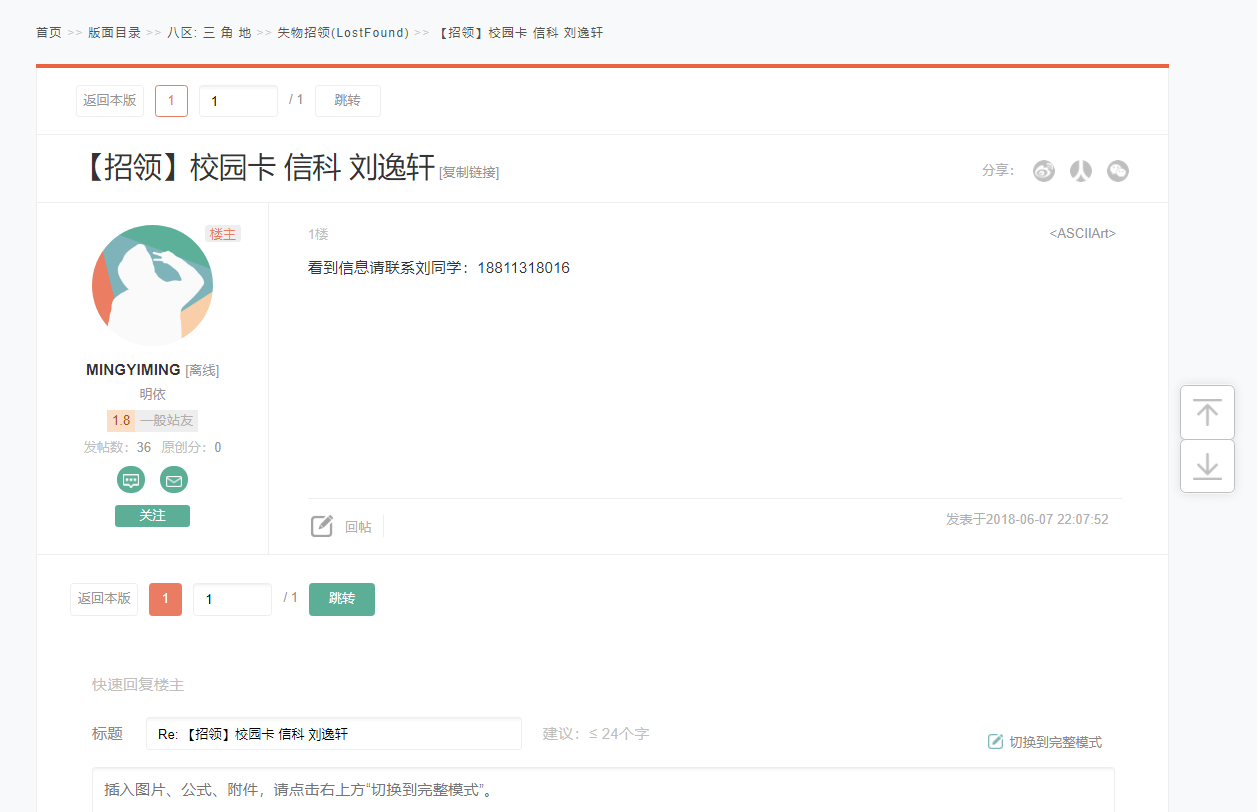 首页 >> 版面目录 >> 八区: 三 角 地 >> 失物招领(LostFound) >> 【招领】校园卡 信科 刘逸轩
返回本版 1 1 / 1 跳转
【招领】校园卡 信科 刘逸轩 [复制链接] 分享：
楼主
1楼 <ASCIIArt>
看到信息请联系刘同学：18811318016
MINGYIMING [离线]
明依
1.8 一般站友
发帖数：36 原创分：0
关注
回帖 发表于2018-06-07 22:07:52
返回本版 1 1 / 1 跳转
快速回复楼主
标题 Re: 【招领】校园卡 信科 刘逸轩 建议：≤ 24个字
切换到完整模式
插入图片、公式、附件，请点击右上方“切换到完整模式”。